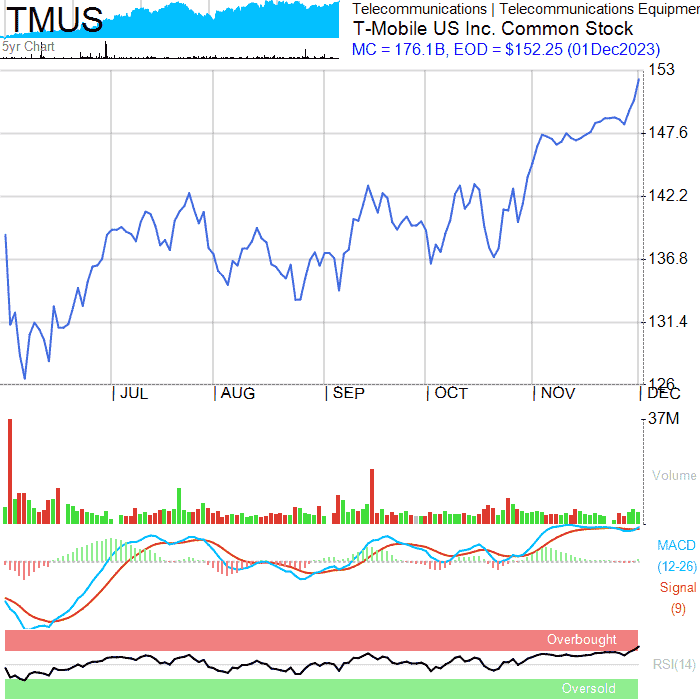 TMUS
5yr Chart
Telecommunications | Telecommunications Equipmen
T-Mobile US Inc. Common Stock
MC = 176.1B, EOD = $152.25 (01Dec2023)
153
147.6
142.2
136.8
131.4
126
JUL AUG SEP OCT NOV DEC
37M
Volume
MACD
(12-26)
Signal
(9)
Overbought
RSI(14)
Oversold